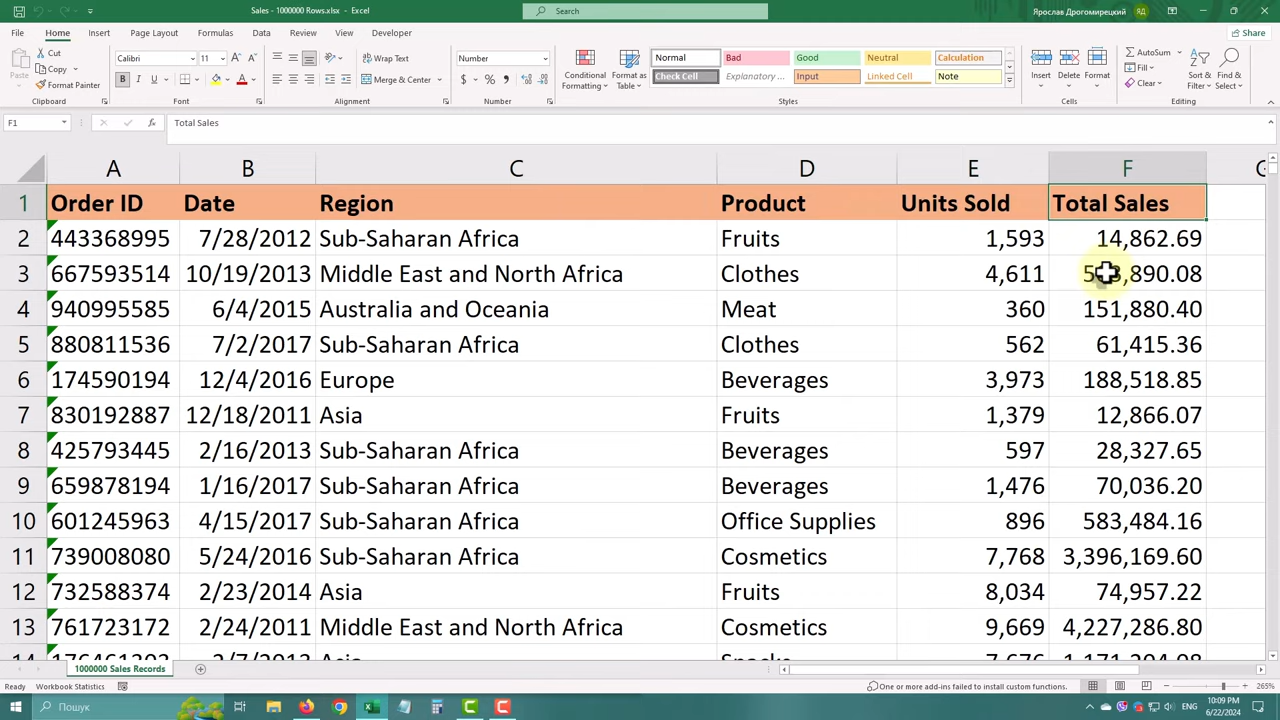 Sales - 1000000 Rows.xlsx - Excel
Search
Ярослав Дрогомирецкий
ЯД
File Home Insert Page Layout Formulas Data Review View Developer
Share
Paste
Cut
Copy
Format Painter
Clipboard
Calibri 11
Font
Wrap Text
Merge & Center
Alignment
Number
Number
Conditional Formatting
Format as Table
Normal Bad Good Neutral Calculation
Check Cell Explanatory ... Input Linked Cell Note
Styles
Insert Delete Format
Cells
AutoSum
Fill
Clear
Sort & Filter
Find & Select
Editing
F1
Total Sales
A B C D E F
1 Order ID Date Region Product Units Sold Total Sales
2 443368995 7/28/2012 Sub-Saharan Africa Fruits 1,593 14,862.69
3 667593514 10/19/2013 Middle East and North Africa Clothes 4,611
4 940995585 6/4/2015 Australia and Oceania Meat 360 151,880.40
5 880811536 7/2/2017 Sub-Saharan Africa Clothes 562 61,415.36
6 174590194 12/4/2016 Europe Beverages 3,973 188,518.85
7 830192887 12/18/2011 Asia Fruits 1,379 12,866.07
8 425793445 2/16/2013 Sub-Saharan Africa Beverages 597 28,327.65
9 659878194 1/16/2017 Sub-Saharan Africa Beverages 1,476 70,036.20
10 601245963 4/15/2017 Sub-Saharan Africa Office Supplies 896 583,484.16
11 739008080 5/24/2016 Sub-Saharan Africa Cosmetics 7,768 3,396,169.60
12 732588374 2/23/2014 Asia Fruits 8,034 74,957.22
13 761723172 2/24/2011 Middle East and North Africa Cosmetics 9,669 4,227,286.80
1000000 Sales Records
Ready Workbook Statistics
One or more add-ins failed to install custom functions.
265%
Пошук
ENG
10:09 PM
6/22/2024